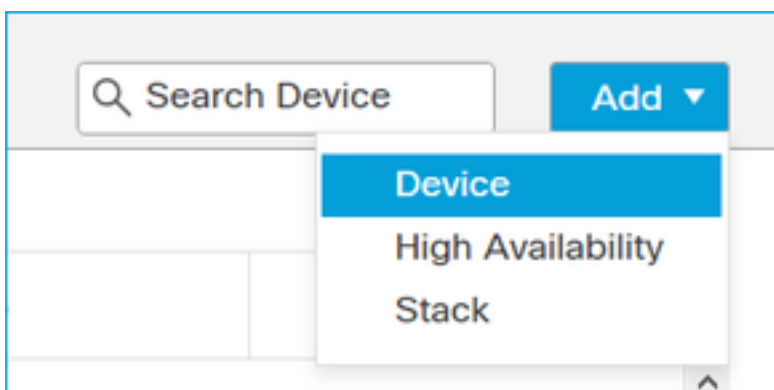 Search Device
Add
Device
High Availability
Stack